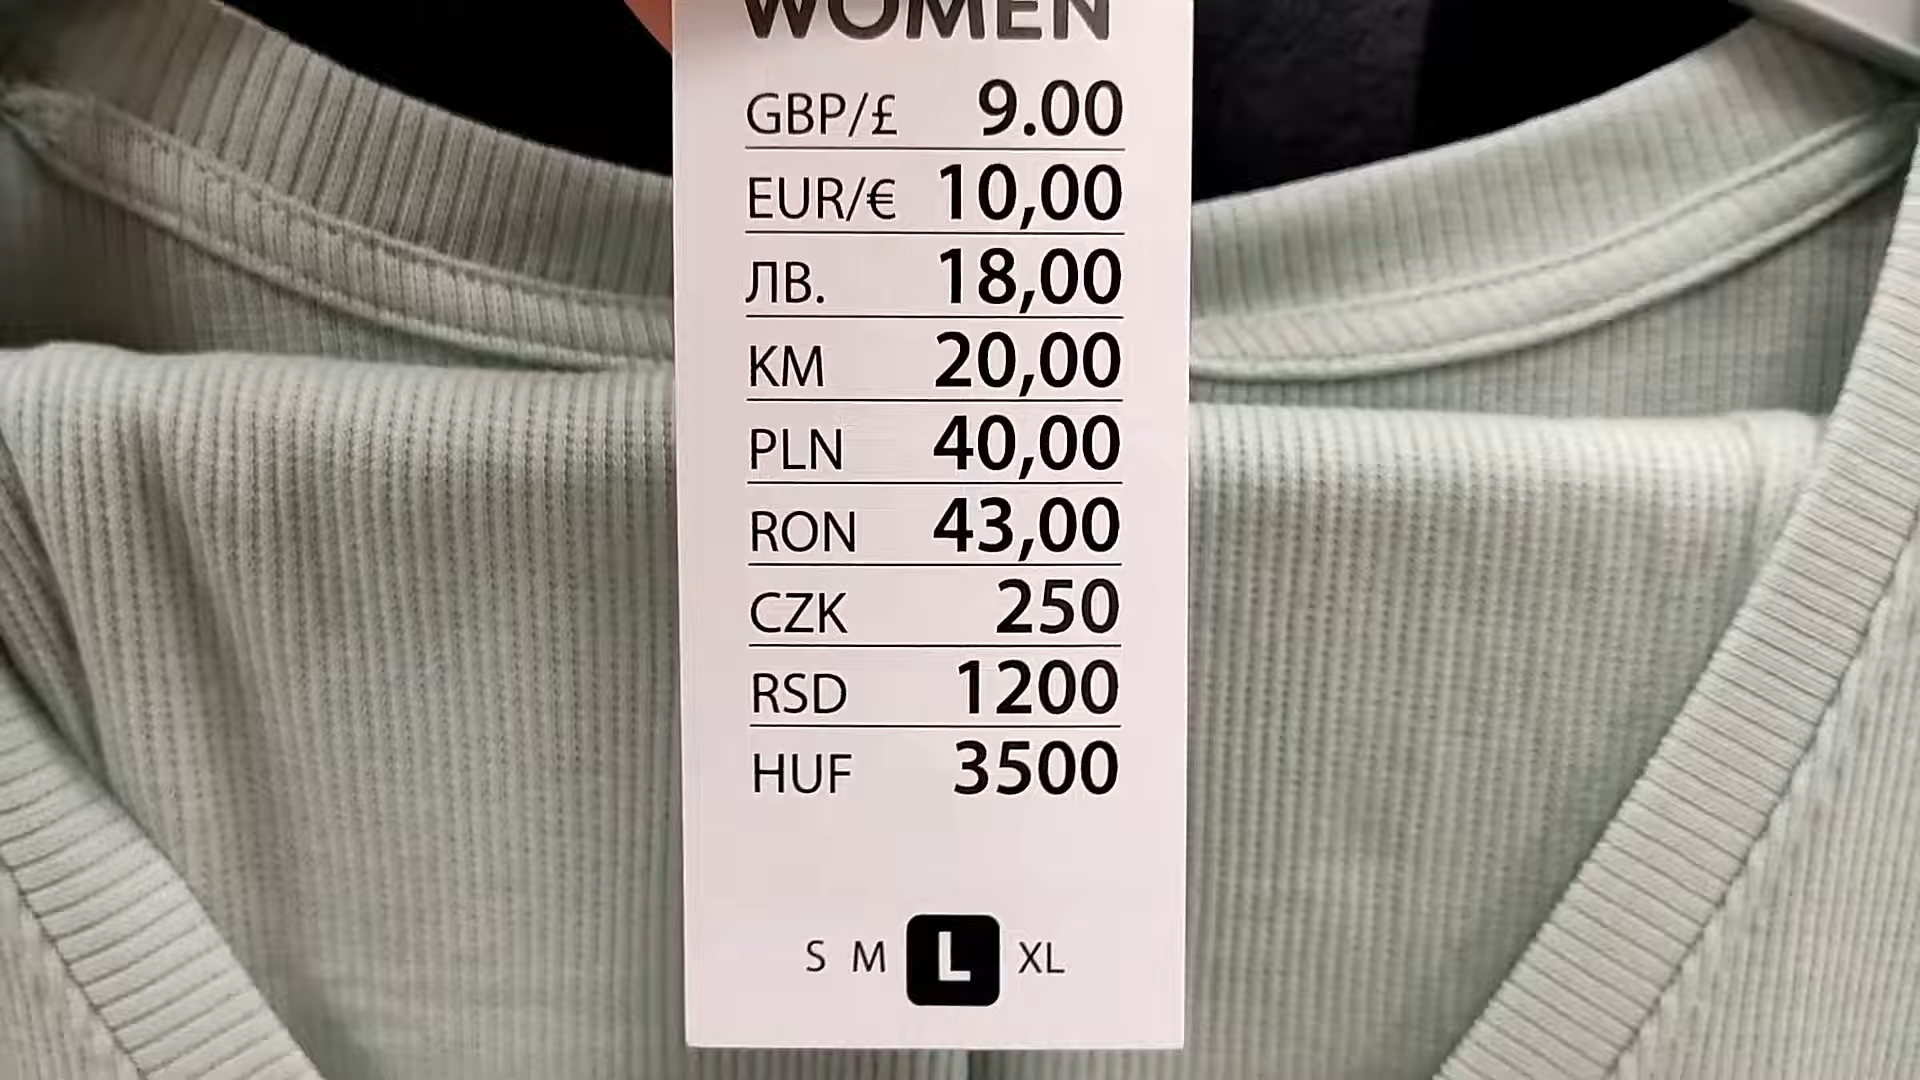 WOMEN
GBP/£ 9.00
EUR/€ 10,00
ЛВ. 18,00
KM 20,00
PLN 40,00
RON 43,00
CZK 250
RSD 1200
HUF 3500
S M L XL